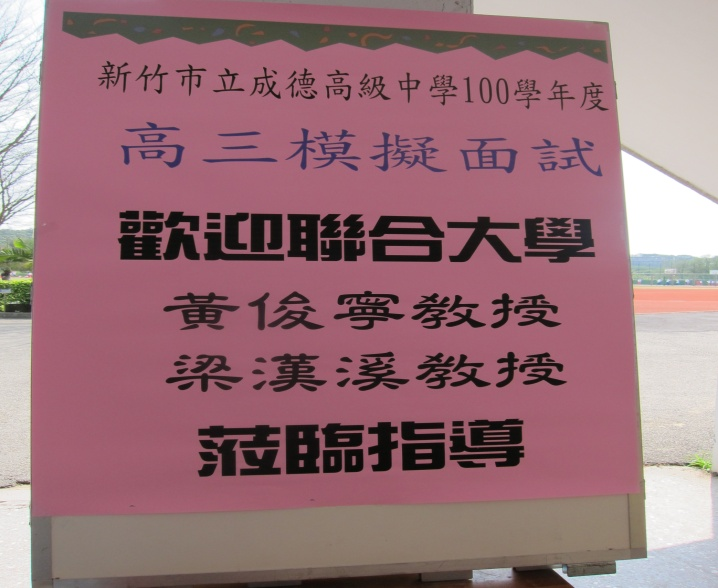 新竹市立成德高級中學100學年度
高三模擬面試
歡迎聯合大學
黃俊寧教授
梁漢溪教授
蒞臨指導